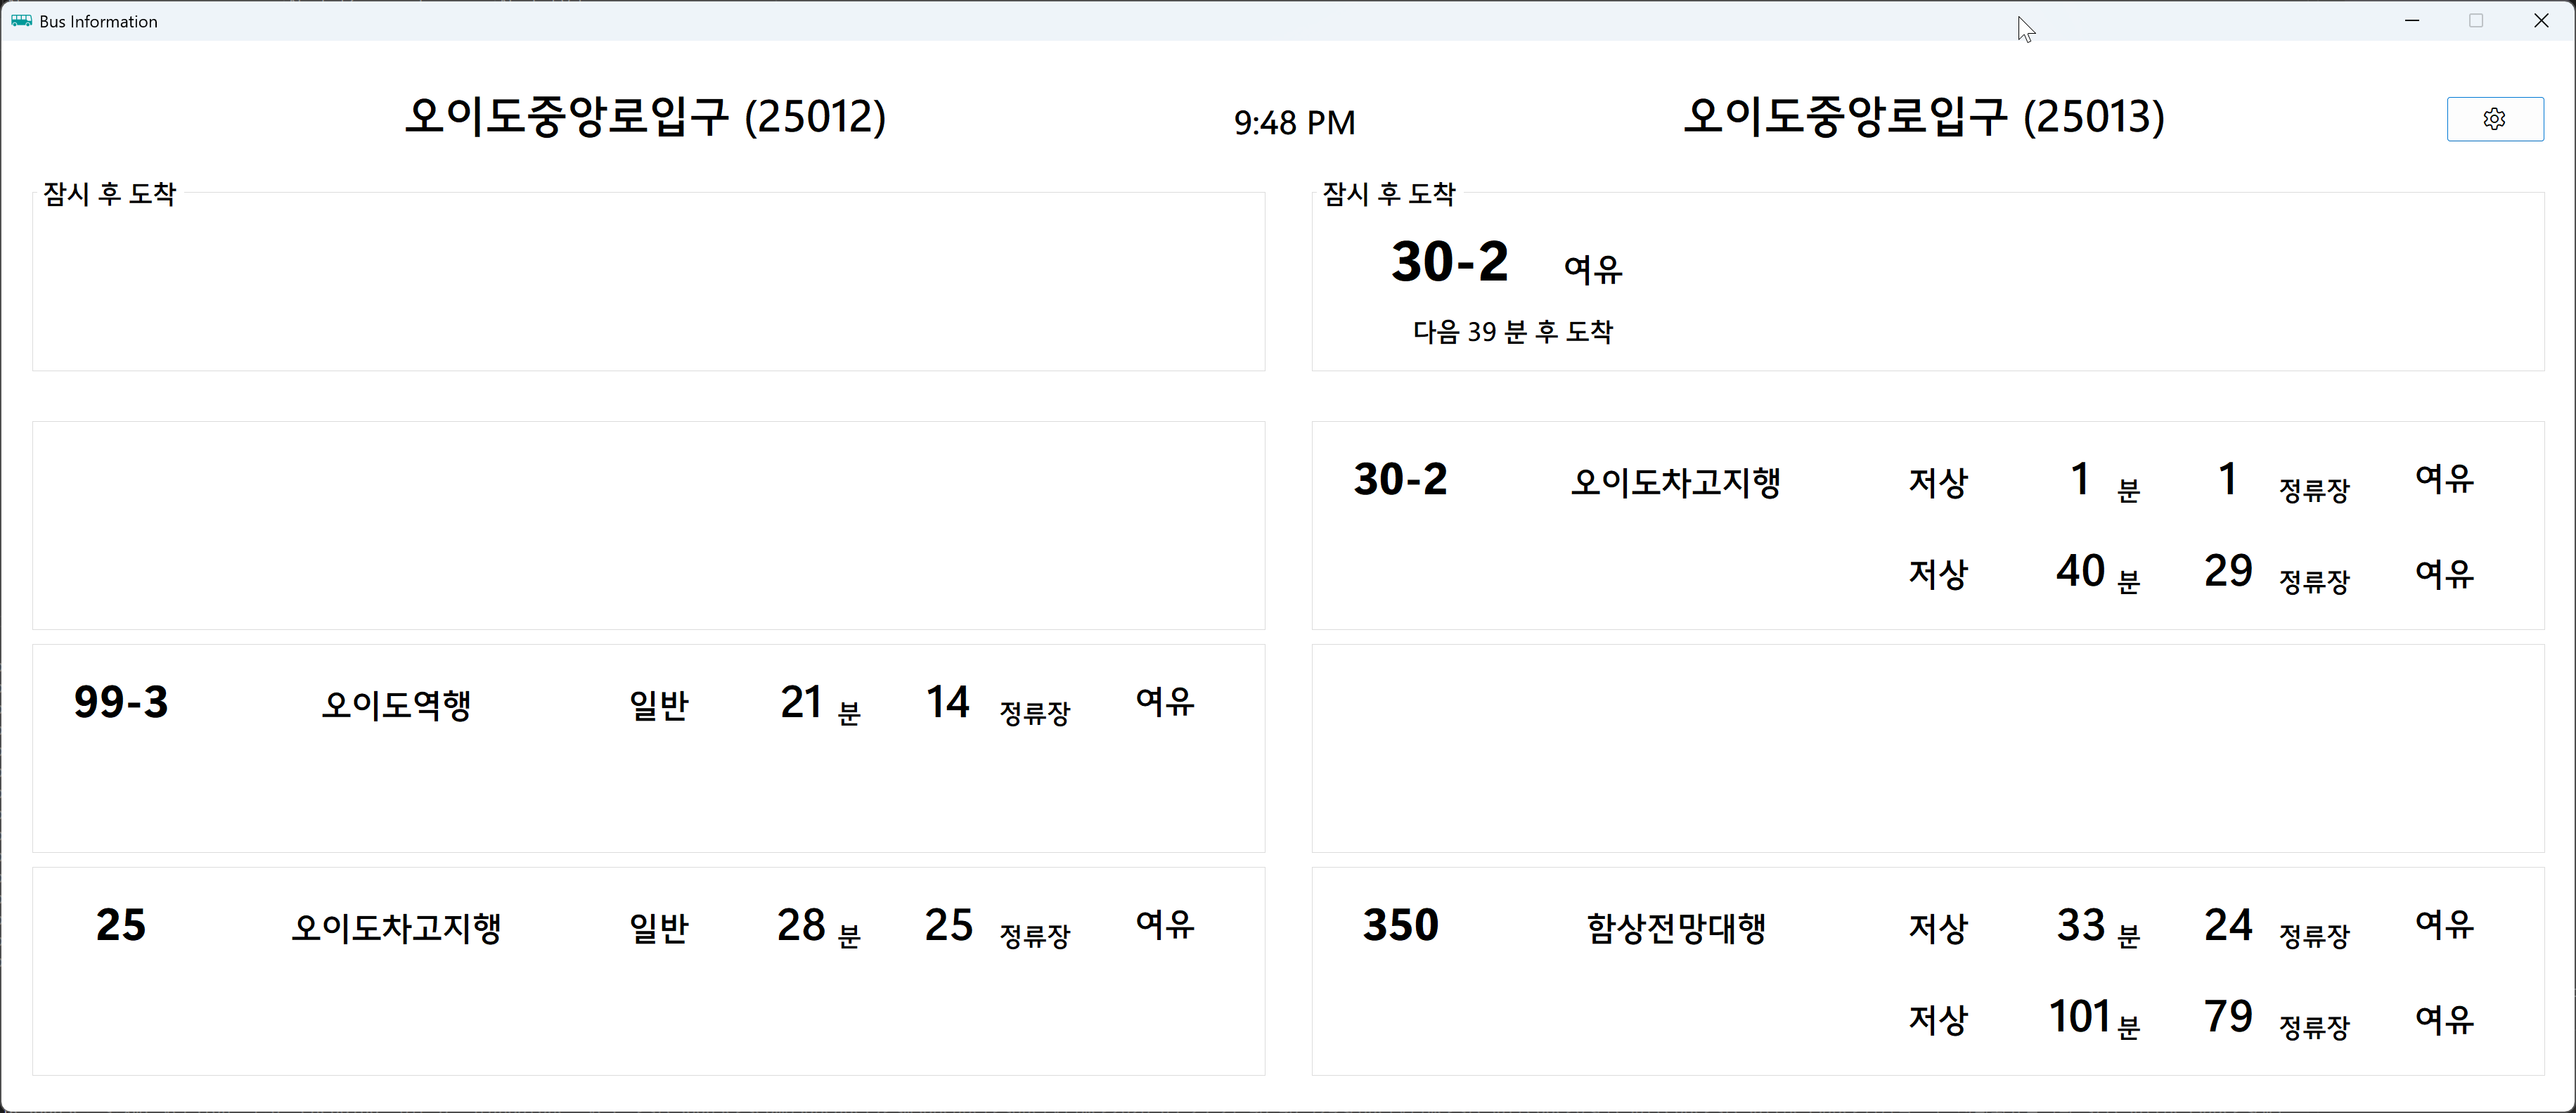 Bus Information
오이도중앙로입구 (25012)
9:48 PM
오이도중앙로입구 (25013)
잠시 후 도착
잠시 후 도착
30-2 여유
다음 39 분 후 도착
30-2 오이도차고지행 저상 1 분 1 정류장 여유
저상 40 분 29 정류장 여유
99-3 오이도역행 일반 21 분 14 정류장 여유
25 오이도차고지행 일반 28 분 25 정류장 여유
350 함상전망대행 저상 33 분 24 정류장 여유
저상 101 분 79 정류장 여유